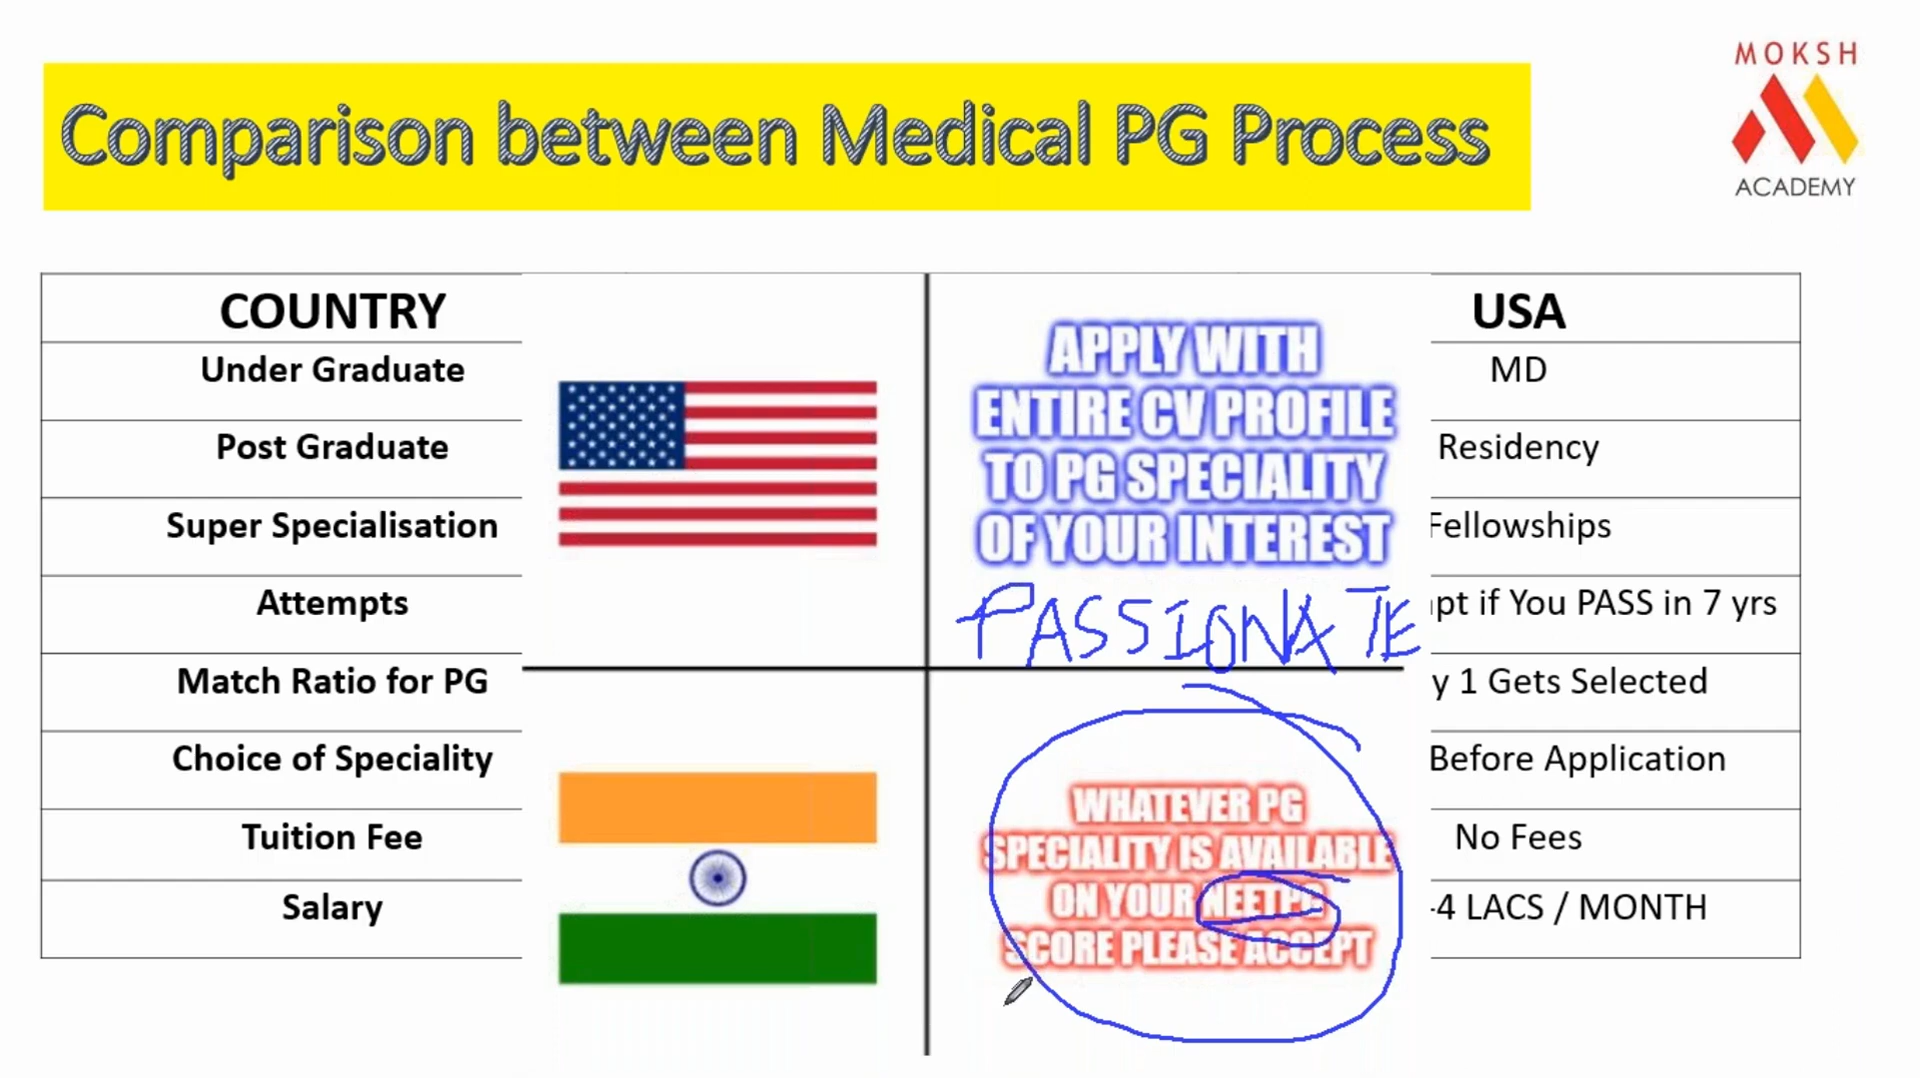 MOKSH
ACADEMY
Comparison between Medical PG Process
COUNTRY
USA
Under Graduate
MD
Post Graduate
Residency
Super Specialisation
Fellowships
Attempts
pt if You PASS in 7 yrs
Match Ratio for PG
y 1 Gets Selected
Choice of Speciality
Before Application
Tuition Fee
No Fees
Salary
-4 LACS / MONTH
APPLY WITH
ENTIRE CV PROFILE
TO PG SPECIALITY
OF YOUR INTEREST
PASSIONATE
WHATEVER PG
SPECIALITY IS AVAILABLE
ON YOUR NEETPG
SCORE PLEASE ACCEPT